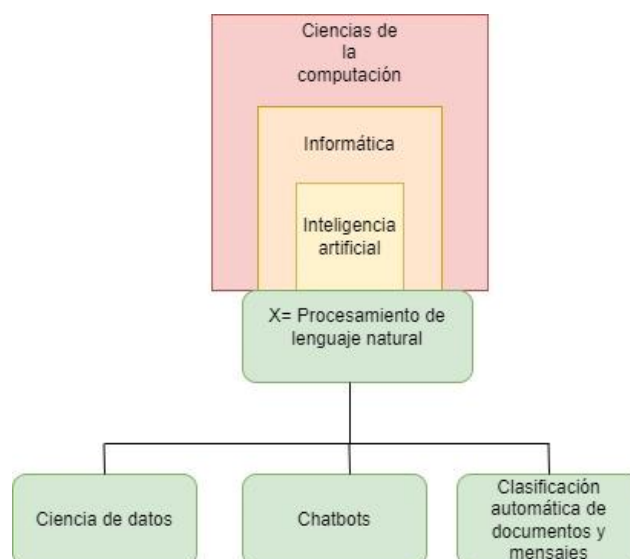 Ciencias de
la
computación
Informática
Inteligencia
artificial
X= Procesamiento de
lenguaje natural
Ciencia de datos
Chatbots
Clasificación
automática de
documentos y
mensajes